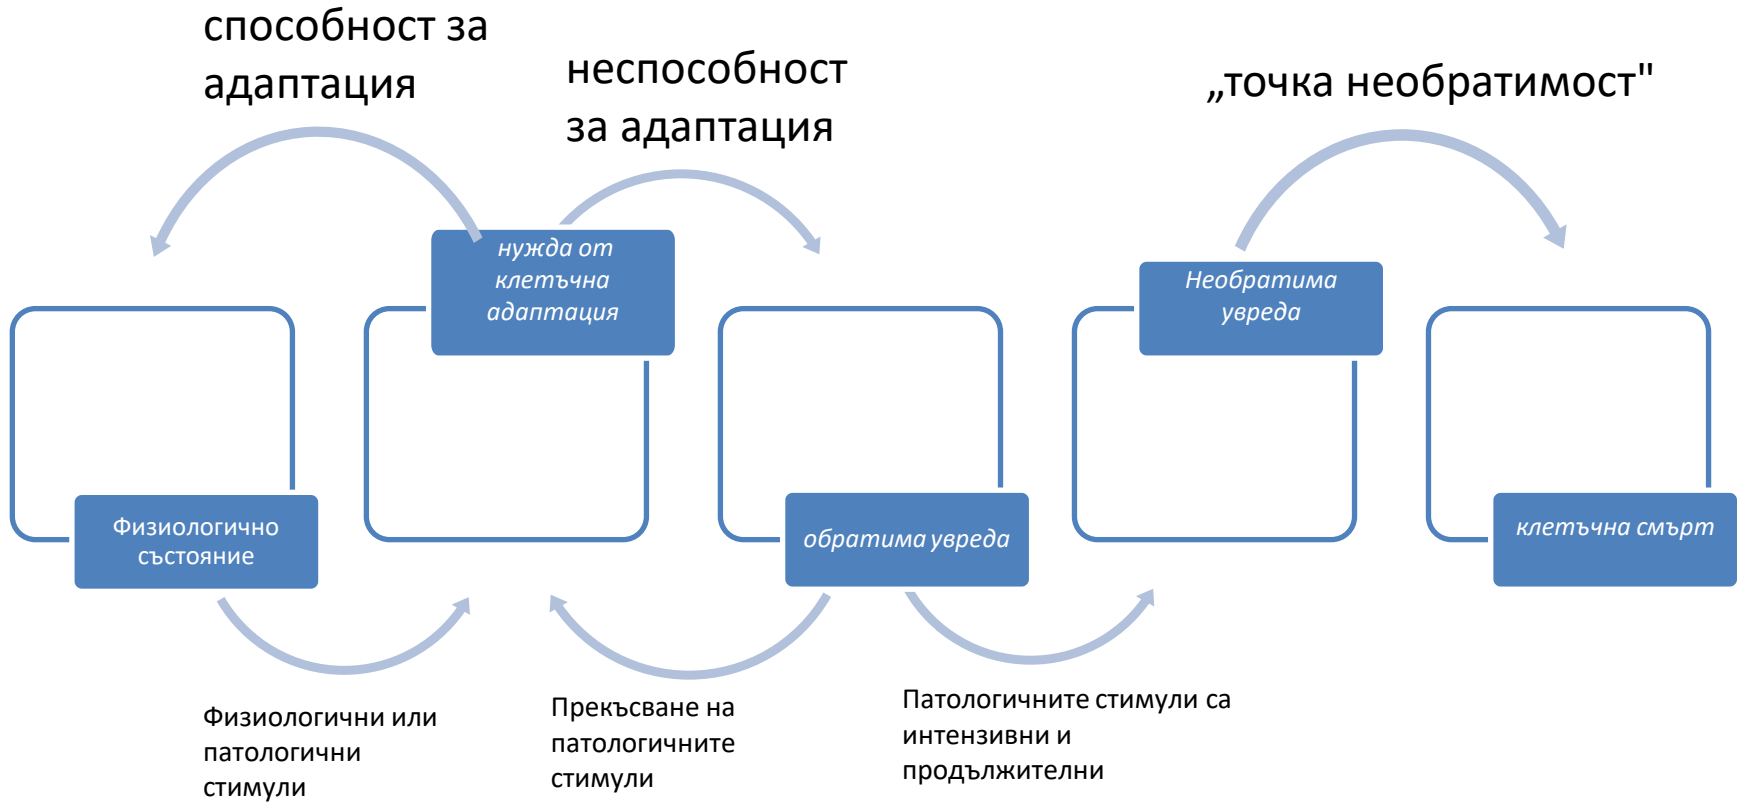 способност за
адаптация
неспособност
за адаптация
„точка необратимост"
нужда от
клетъчна
адаптация
Необратима
увреда
Физиологично
състояние
обратима увреда
клетъчна смърт
Физиологични или
патологични
стимули
Прекъсване на
патологичните
стимули
Патологичните стимули са
интензивни и
продължителни